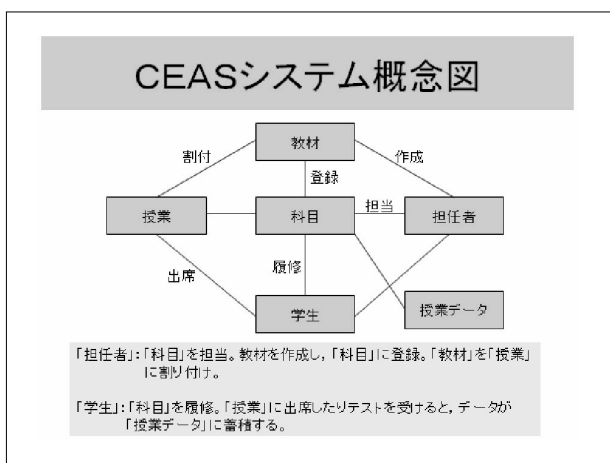 CEASシステム概念図
教材
割付
作成
登録
授業
科目
担当
担任者
履修
出席
学生
授業データ
「担任者」:「科目」を担当。教材を作成し,「科目」に登録。「教材」を「授業」
に割り付け。
「学生」:「科目」を履修。「授業」に出席したりテストを受けると,データが
「授業データ」に蓄積する。